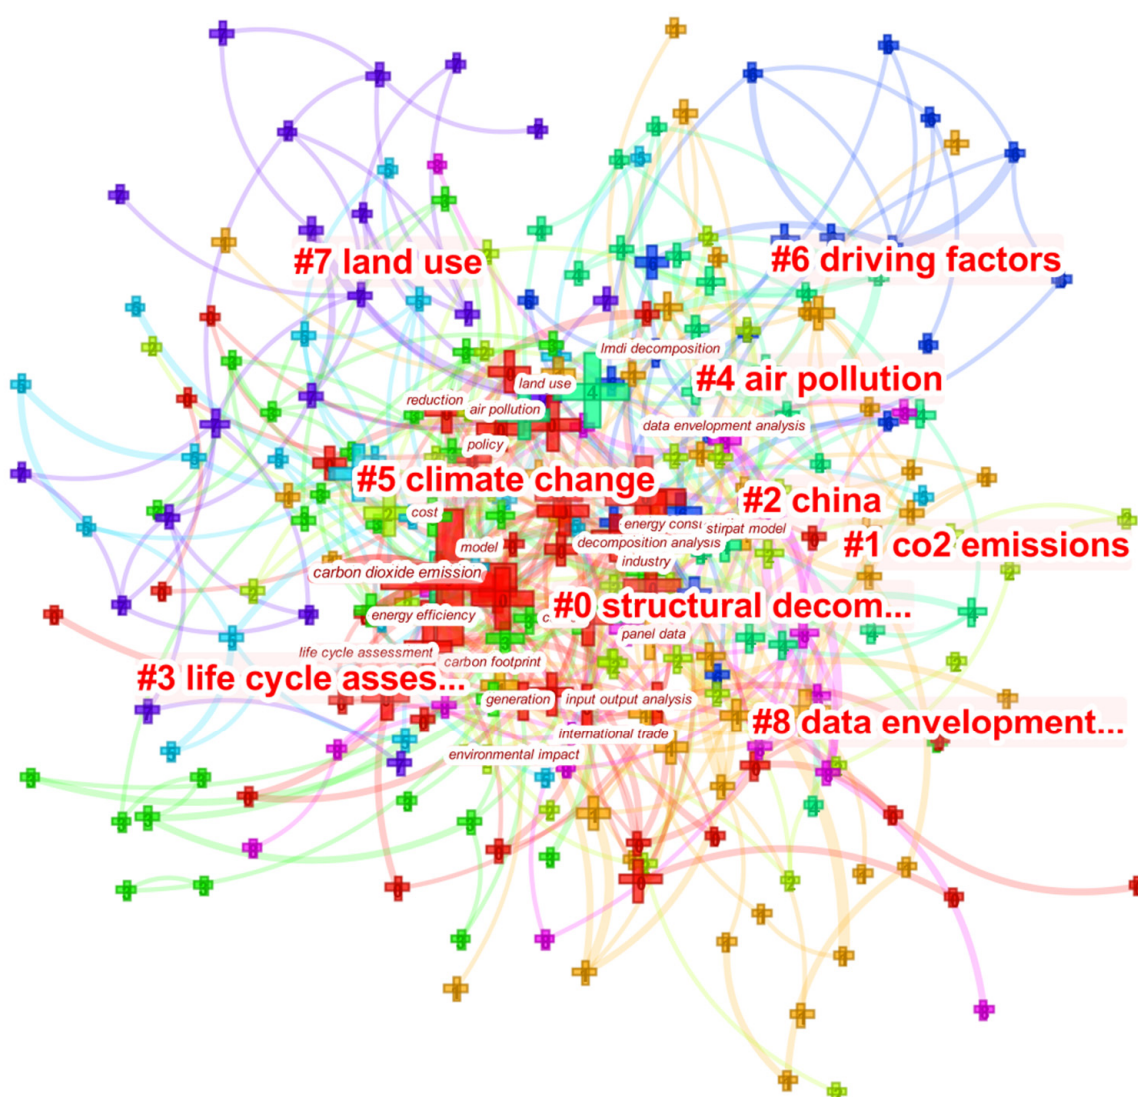 #7 land use
#6 driving factors
lmdi decomposition
#4 air pollution
land use
reduction
air pollution
data envelopment analysis
policy
#5 climate change
#2 china
cost
energy consu
stirpat model
#1 co2 emissions
model
decomposition analysis
industry
carbon dioxide emission
#0 structural decom...
energy efficiency
panel data
life cycle assessment
carbon footprint
#3 life cycle asses...
generation
input output analysis
#8 data envelopment...
international trade
environmental impact